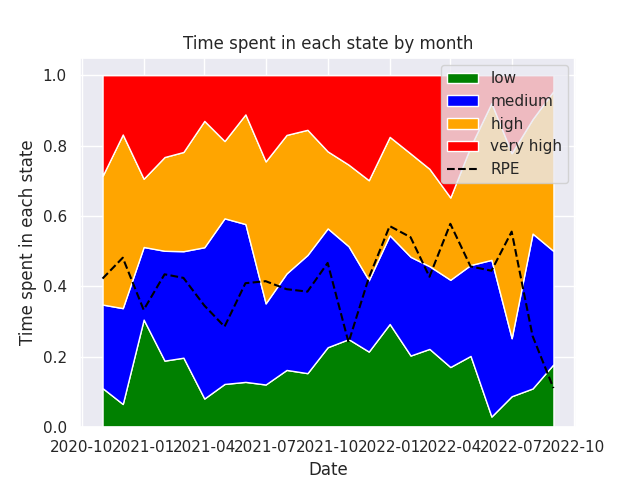 Time spent in each state by month
Time spent in each state
1.0
0.8
0.6
0.4
0.2
0.0
low
medium
high
very high
RPE
2020-10 2021-01 2021-04 2021-07 2021-10 2022-01 2022-04 2022-07 2022-10
Date